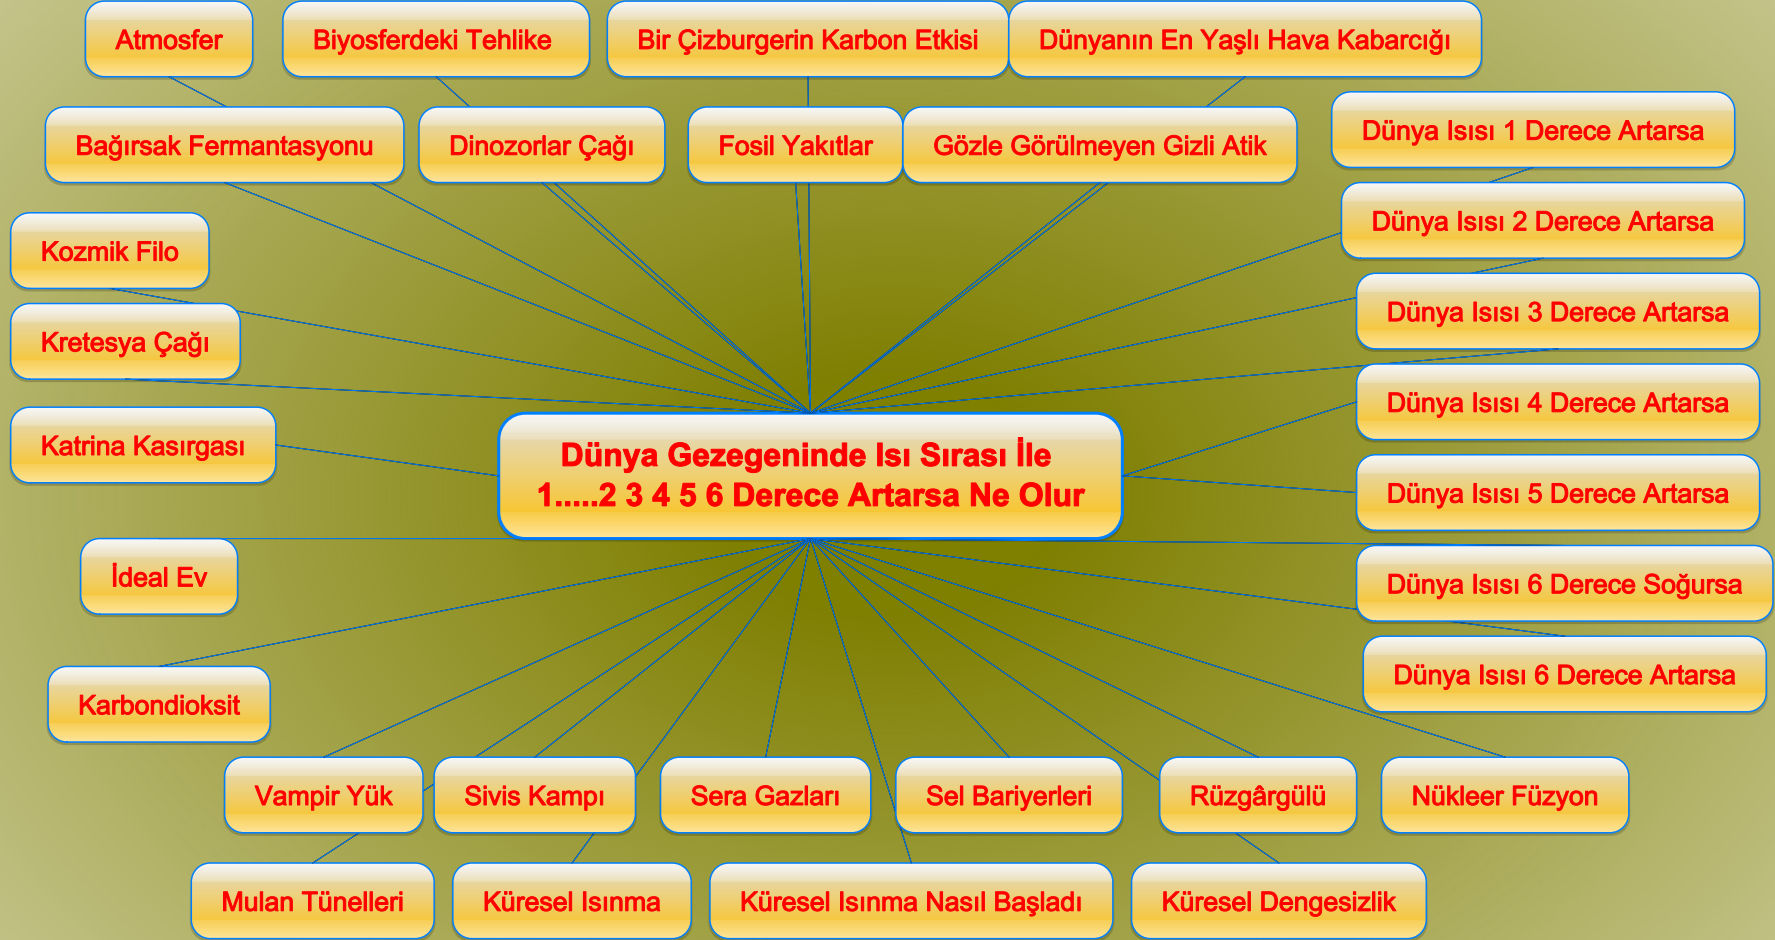 Atmosfer
Biyosferdeki Tehlike
Bir Çizburgerin Karbon Etkisi
Dünyanın En Yaşlı Hava Kabarcığı
Bağırsak Fermantasyonu
Dinozorlar Çağı
Fosil Yakıtlar
Gözle Görülmeyen Gizli Atik
Dünya Isısı 1 Derece Artarsa
Dünya Isısı 2 Derece Artarsa
Kozmik Filo
Dünya Isısı 3 Derece Artarsa
Kretesya Çağı
Dünya Isısı 4 Derece Artarsa
Katrina Kasırgası
Dünya Gezegeninde Isı Sırası İle
1.....2 3 4 5 6 Derece Artarsa Ne Olur
Dünya Isısı 5 Derece Artarsa
İdeal Ev
Dünya Isısı 6 Derece Soğursa
Dünya Isısı 6 Derece Artarsa
Karbondioksit
Vampir Yük
Sivis Kampı
Sera Gazları
Sel Bariyerleri
Rüzgârgülü
Nükleer Füzyon
Mulan Tünelleri
Küresel Isınma
Küresel Isınma Nasıl Başladı
Küresel Dengesizlik